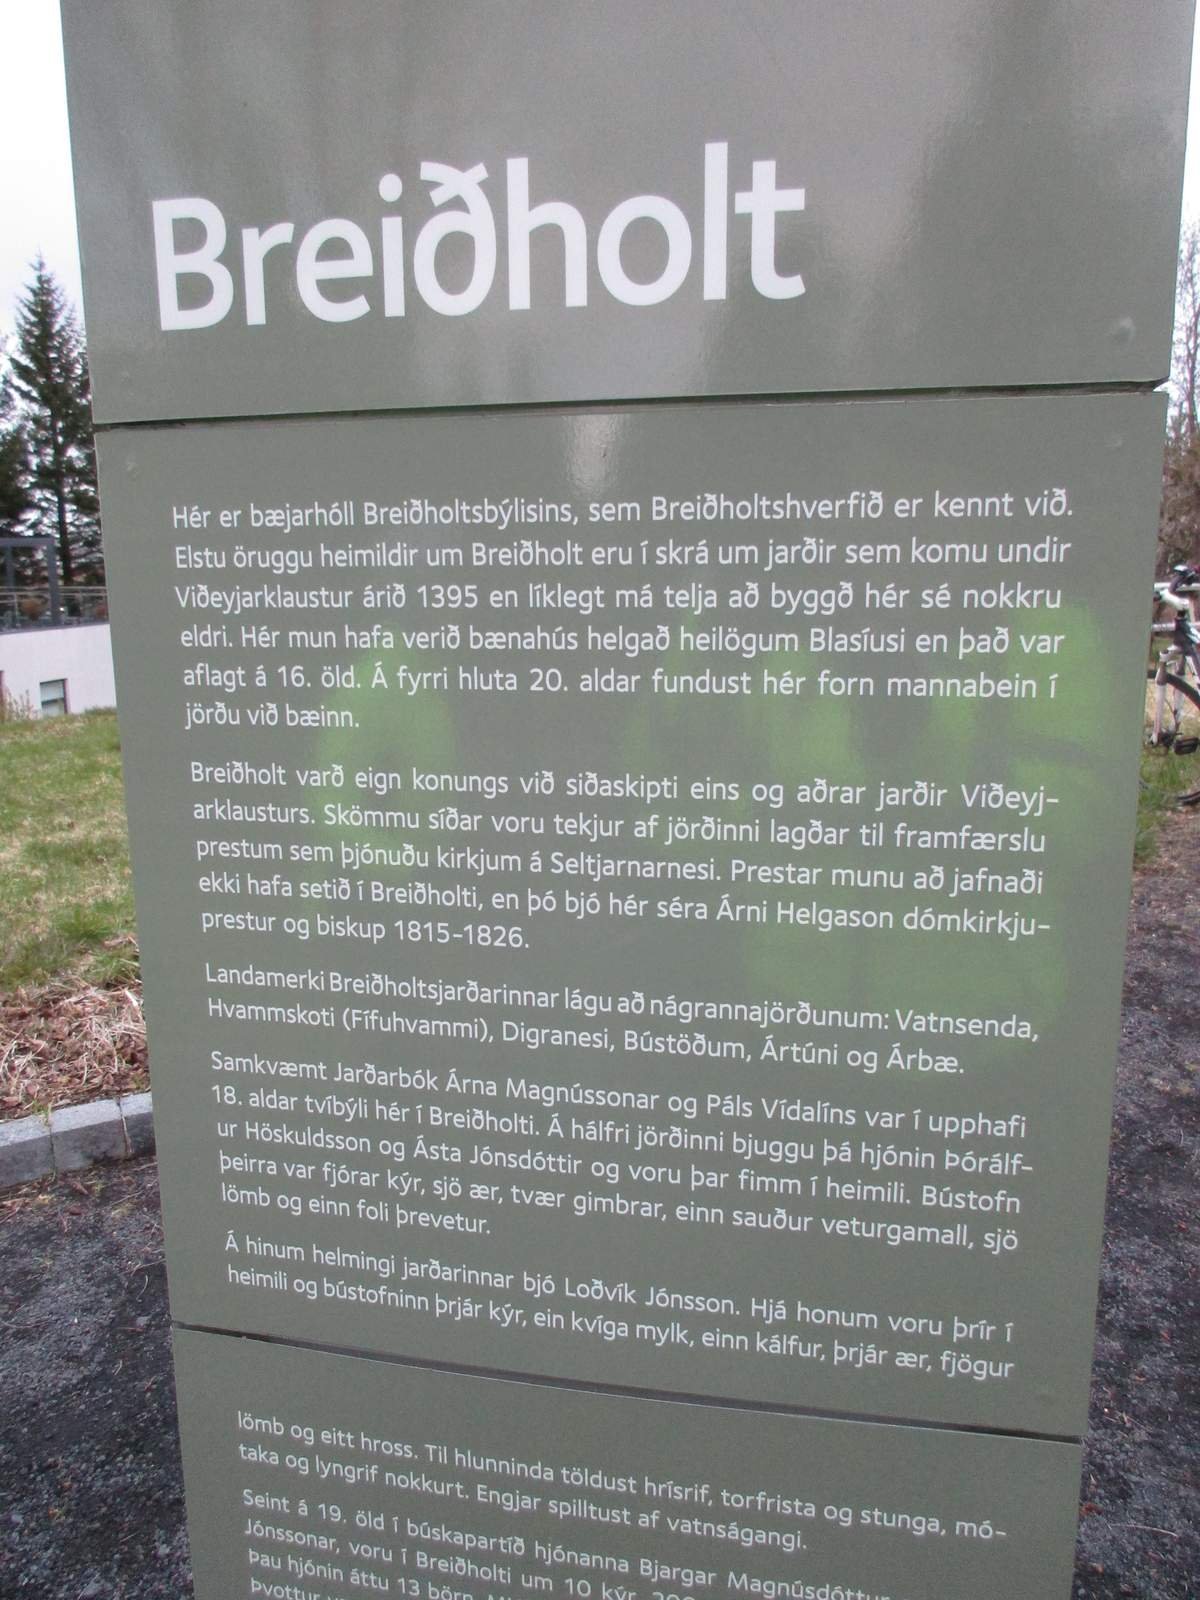 Breiðholt
Hér er bæjarhóll Breiðholtsbýlisins, sem Breiðholtshverfið er kennt við.
Elstu öruggu heimildir um Breiðholt eru í skrá um jarðir sem komu undir
Viðeyjarklaustur árið 1395 en líklegt má telja að byggð hér sé nokkru
eldri. Hér mun hafa verið bænahús helgað heilögum Blasíusi en það var
aflagt á 16. öld. Á fyrri hluta 20. aldar fundust hér forn mannabein í
jörðu við bæinn.
Breiðholt varð eign konungs við siðaskipti eins og aðrar jarðir Viðeyj-
arklausturs. Skömmu síðar voru tekjur af jörðinni lagðar til framfærslu
prestum sem þjónuðu kirkjum á Seltjarnarnesi. Prestar munu að jafnaði
ekki hafa setið í Breiðholti, en þó bjó hér séra Árni Helgason dómkirkju-
prestur og biskup 1815-1826.
Landamerki Breiðholtsjarðarinnar lágu að nágrannajörðunum: Vatnsenda,
Hvammskoti (Fífuhvammi), Digranesi, Bústöðum, Ártúni og Árbæ.
Samkvæmt Jarðarbók Árna Magnússonar og Páls Vídalíns var í upphafi
18. aldar tvíbýli hér í Breiðholti. Á hálfri jörðinni bjuggu þá hjónin Þórálf-
ur Höskuldsson og Ásta Jónsdóttir og voru þar fimm í heimili. Bústofn
þeirra var fjórar kýr, sjö ær, tvær gimbrar, einn sauður veturgamall, sjö
lömb og einn foli þrevetur.
Á hinum helmingi jarðarinnar bjó Loðvík Jónsson. Hjá honum voru þrír í
heimili og bústofninn þrjár kýr, ein kvíga mylk, einn kálfur, þrjár ær, fjögur
lömb og eitt hross. Til hlunninda töldust hrísrif, torfrista og stunga, mó-
taka og lyngrif nokkurt. Engjar spilltust af vatnságangi.
Seint á 19. öld í búskapartíð hjónanna Bjargar Magnúsdóttur
Jónssonar, voru í Breiðholti um 10 kýr,
Þau hjónin áttu 13 börn.
Þvottur